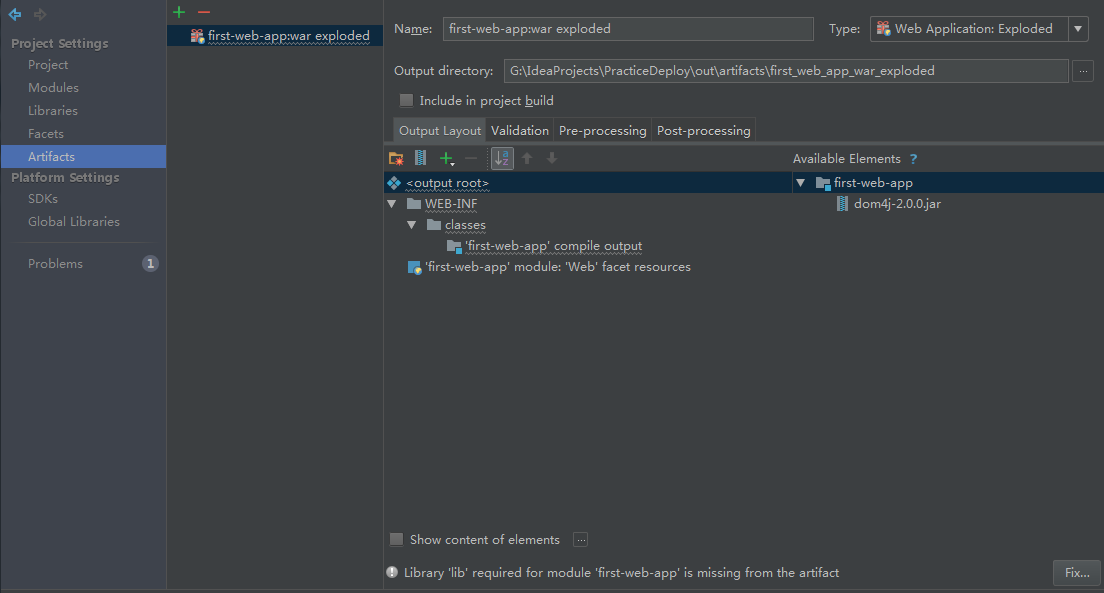 Project Settings
Project
Modules
Libraries
Facets
Artifacts
Platform Settings
SDKs
Global Libraries
Problems 1
first-web-app:war exploded
Name: first-web-app:war exploded Type: Web Application: Exploded
Output directory: G:\IdeaProjects\PracticeDeploy\out\artifacts\first_web_app_war_exploded ...
Include in project build
Output Layout Validation Pre-processing Post-processing
Available Elements ?
<output root>
WEB-INF
classes
'first-web-app' compile output
'first-web-app' module: 'Web' facet resources
first-web-app
dom4j-2.0.0.jar
Show content of elements ...
Library 'lib' required for module 'first-web-app' is missing from the artifact Fix...